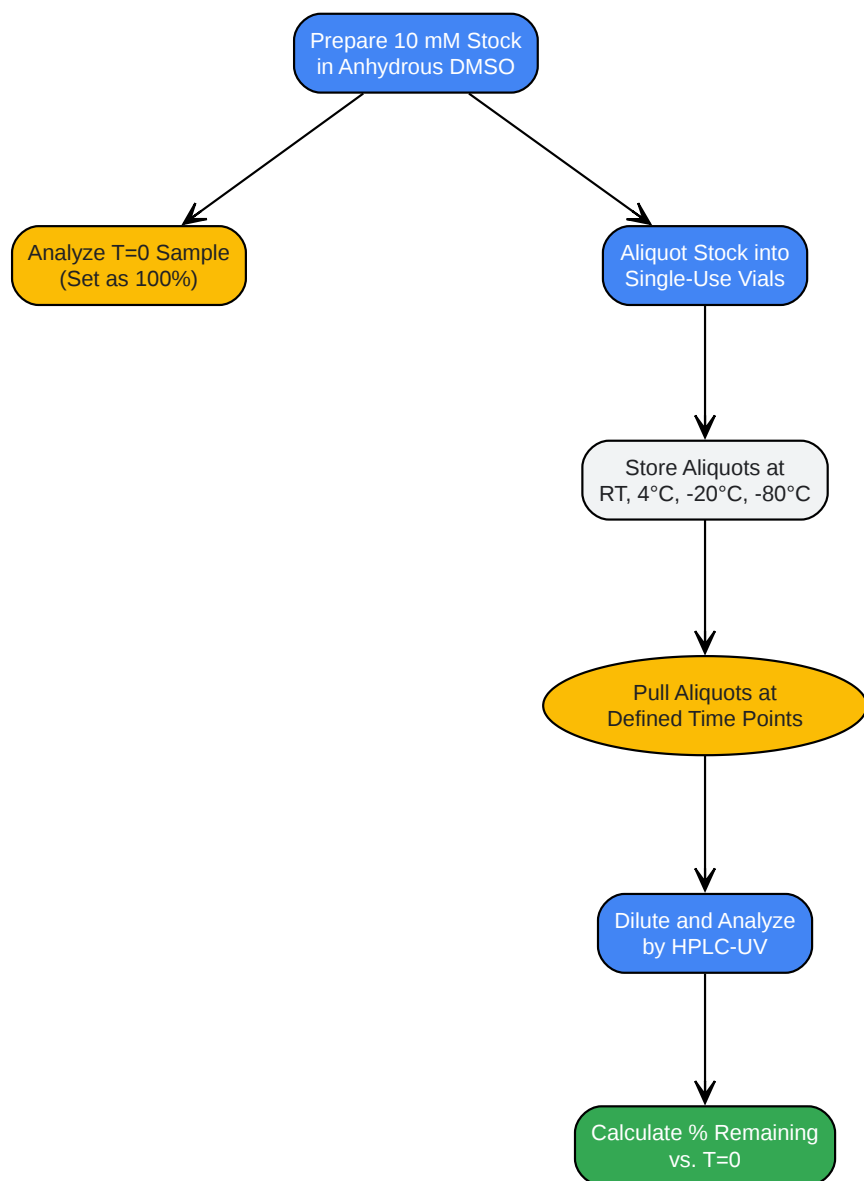 Prepare 10 mM Stock
in Anhydrous DMSO
Analyze T=0 Sample
(Set as 100%)
Aliquot Stock into
Single-Use Vials
Store Aliquots at
RT, 4°C, -20°C, -80°C
Pull Aliquots at
Defined Time Points
Dilute and Analyze
by HPLC-UV
Calculate % Remaining
vs. T=0